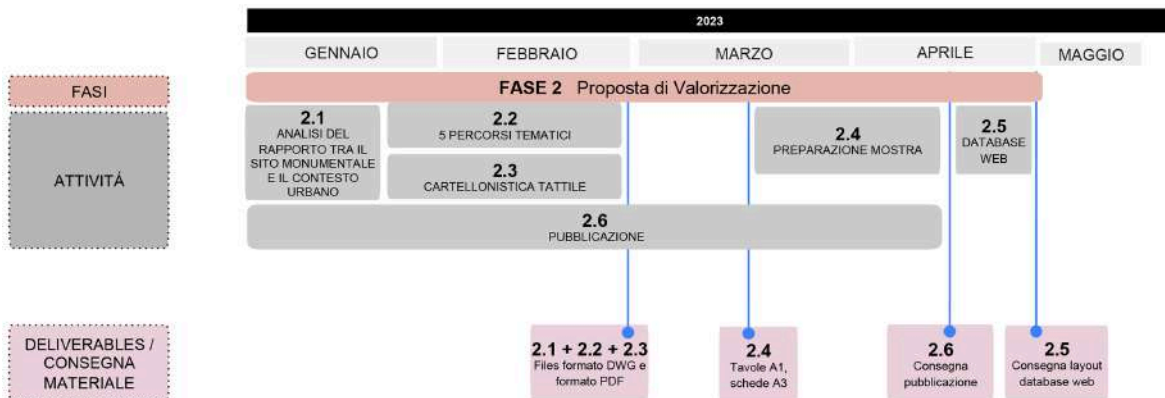 2023
GENNAIO FEBBRAIO MARZO APRILE MAGGIO
FASI
FASE 2 Proposta di Valorizzazione
ATTIVITÁ
2.1
ANALISI DEL
RAPPORTO TRA IL
SITO MONUMENTALE
E IL CONTESTO
URBANO
2.2
5 PERCORSI TEMATICI
2.3
CARTELLONISTICA TATTILE
2.4
PREPARAZIONE MOSTRA
2.5
DATABASE
WEB
2.6
PUBBLICAZIONE
DELIVERABLES /
CONSEGNA
MATERIALE
2.1 + 2.2 + 2.3
Files formato DWG e
formato PDF
2.4
Tavole A1,
schede A3
2.6
Consegna
pubblicazione
2.5
Consegna layout
database web